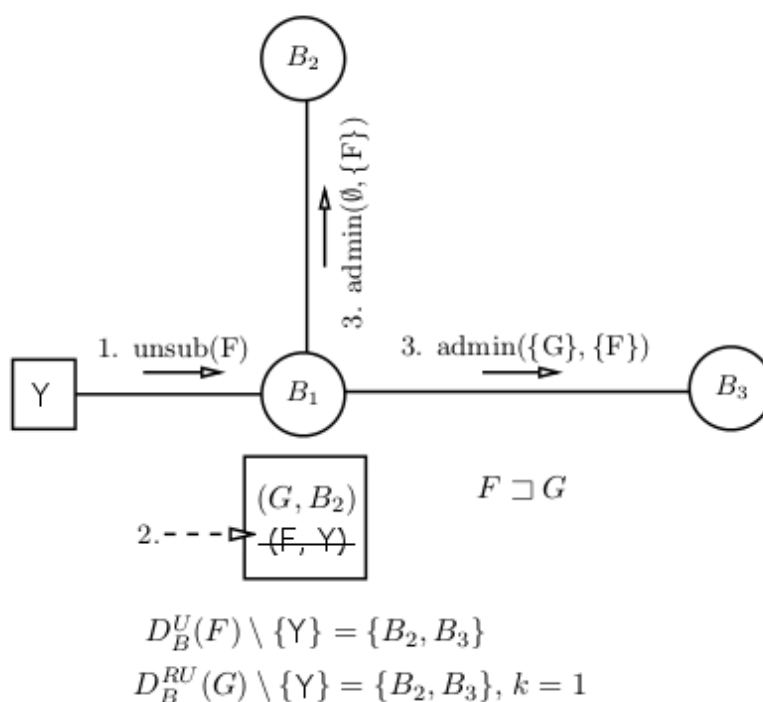 B₂
3. admin(∅, {F})
1. unsub(F)
3. admin({G}, {F})
Y
B₁
B₃
(G, B₂)
F ⊐ G
2.
(F, Y)
D_B^U(F) \ {Y} = {B₂, B₃}
D_B^{RU}(G) \ {Y} = {B₂, B₃}, k = 1